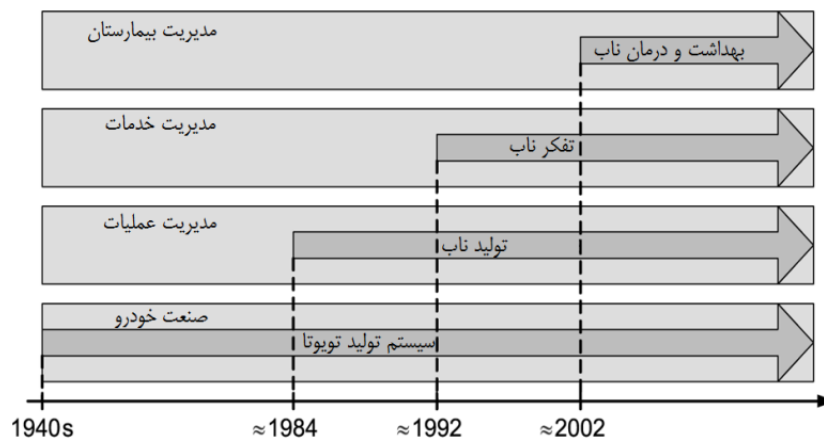 مدیریت بیمارستان
بهداشت و درمان ناب
مدیریت خدمات
تفکر ناب
مدیریت عملیات
تولید ناب
صنعت خودرو
سیستم تولید تویوتا
1940s ≈1984 ≈1992 ≈2002